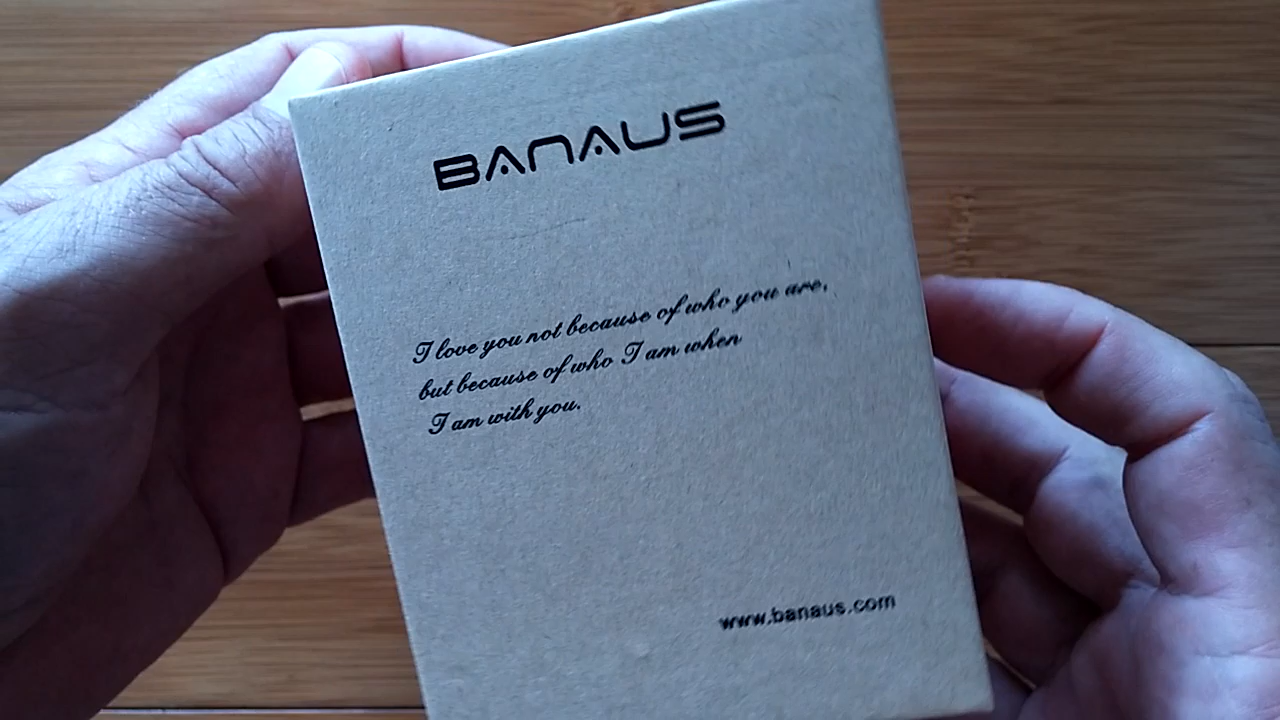 BANAUS
I love you not because of who you are,
but because of who I am when
I am with you.
www.banaus.com